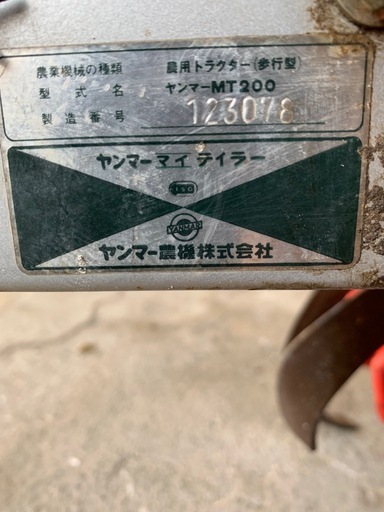 農業機械の種類 農用トラクター(歩行型)
型式名 ヤンマーMT200
製造番号 123078
ヤンマーマイテイラー
YANMAR
ヤンマー農機株式会社